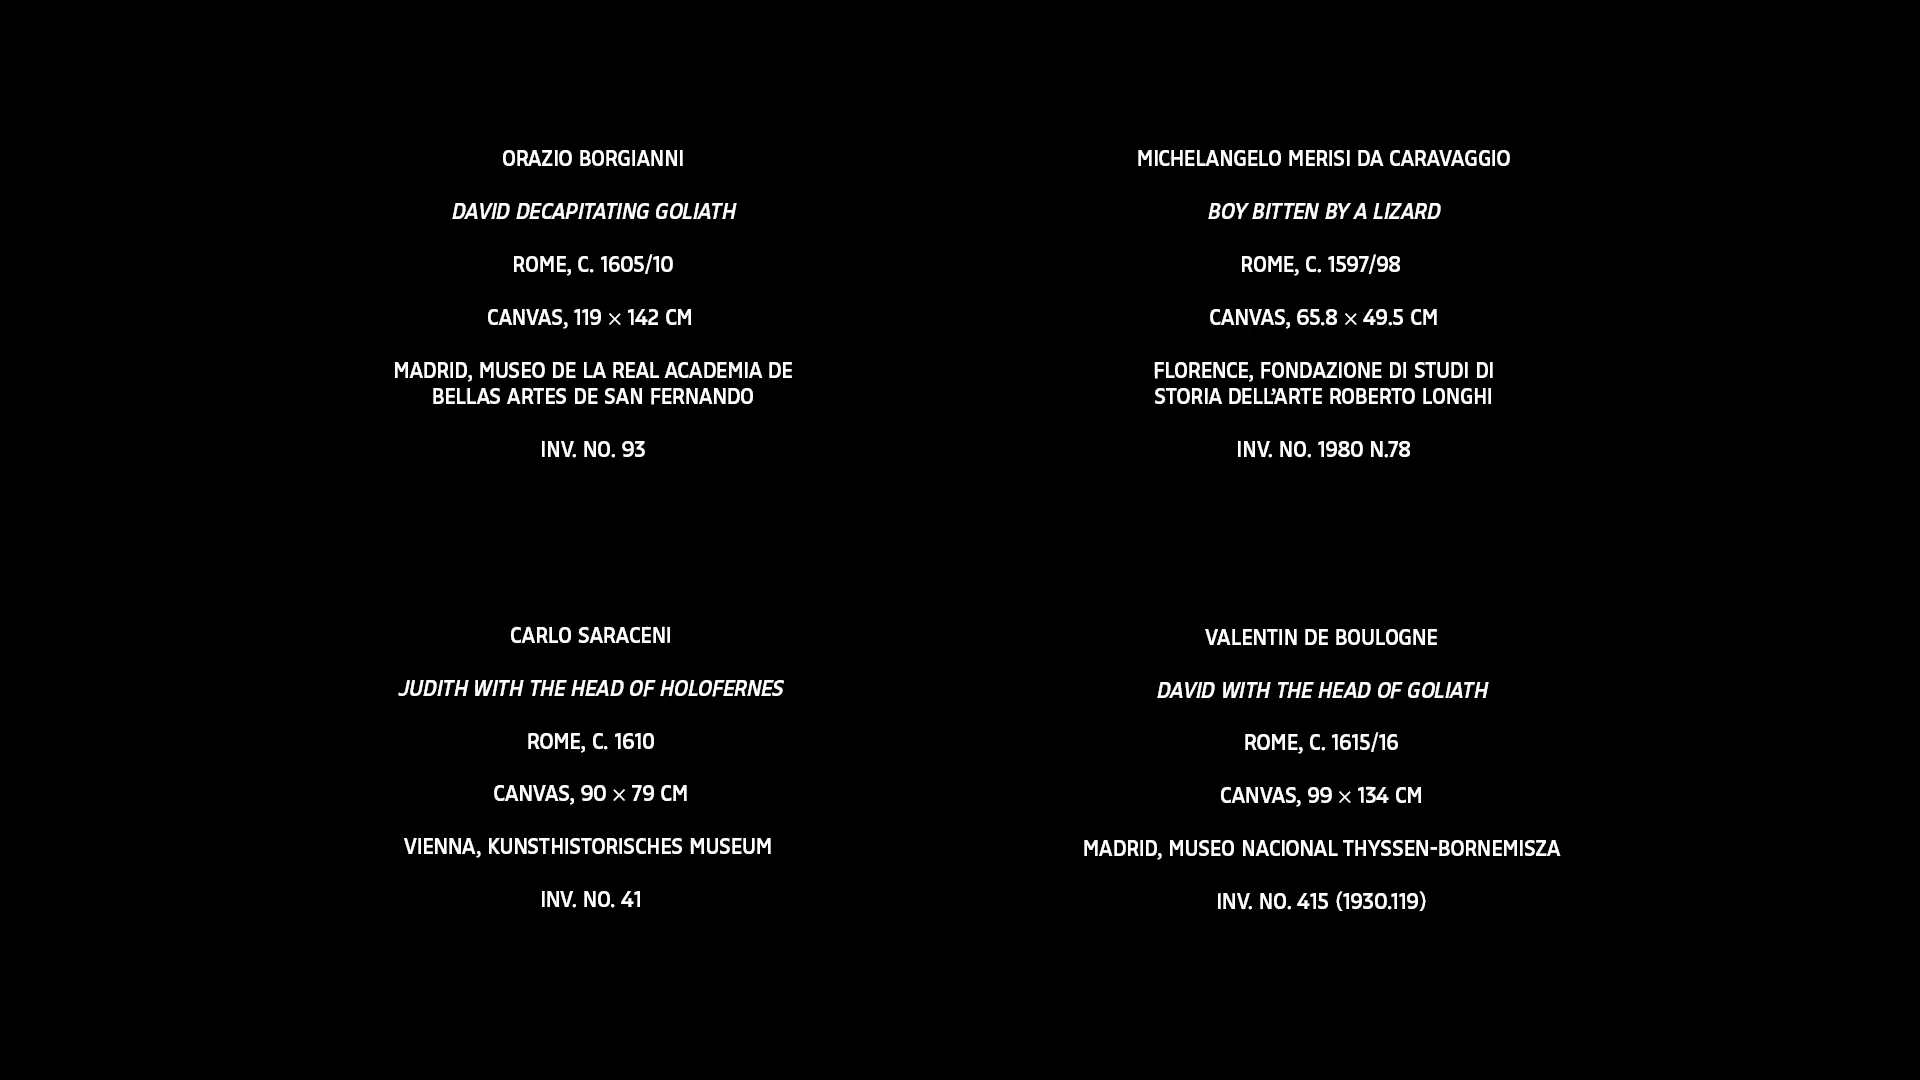 ORAZIO BORGIANNI
DAVID DECAPITATING GOLIATH
ROME, C. 1605/10
CANVAS, 119 × 142 CM
MADRID, MUSEO DE LA REAL ACADEMIA DE
BELLAS ARTES DE SAN FERNANDO
INV. NO. 93
MICHELANGELO MERISI DA CARAVAGGIO
BOY BITTEN BY A LIZARD
ROME, C. 1597/98
CANVAS, 65.8 × 49.5 CM
FLORENCE, FONDAZIONE DI STUDI DI
STORIA DELL’ARTE ROBERTO LONGHI
INV. NO. 1980 N.78
CARLO SARACENI
JUDITH WITH THE HEAD OF HOLOFERNES
ROME, C. 1610
CANVAS, 90 × 79 CM
VIENNA, KUNSTHISTORISCHES MUSEUM
INV. NO. 41
VALENTIN DE BOULOGNE
DAVID WITH THE HEAD OF GOLIATH
ROME, C. 1615/16
CANVAS, 99 × 134 CM
MADRID, MUSEO NACIONAL THYSSEN-BORNEMISZA
INV. NO. 415 (1930.119)